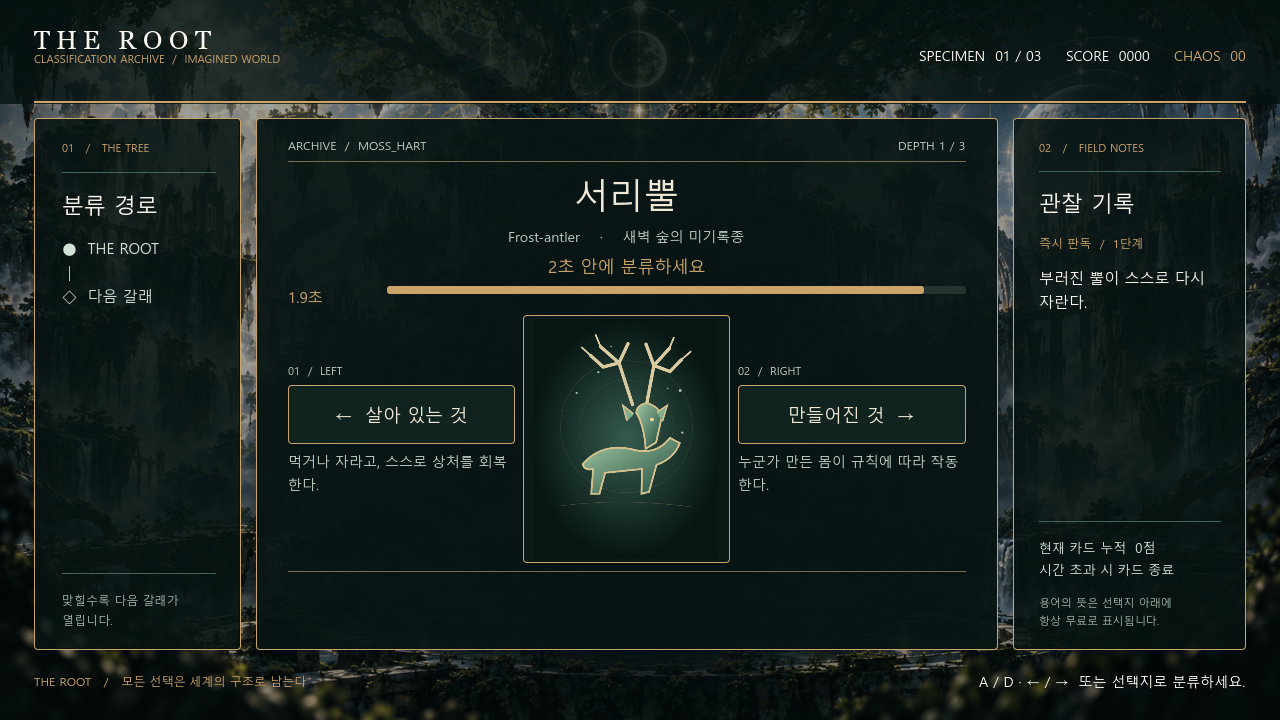 THE ROOT
CLASSIFICATION ARCHIVE / IMAGINED WORLD
SPECIMEN 01 / 03 SCORE 0000 CHAOS 00
01 / THE TREE
분류 경로
THE ROOT
다음 갈래
맞힐수록 다음 갈래가
열립니다.
ARCHIVE / MOSS_HART
DEPTH 1 / 3
서리뿔
Frost-antler · 새벽 숲의 미기록종
2초 안에 분류하세요
1.9초
01 / LEFT
← 살아 있는 것
먹거나 자라고, 스스로 상처를 회복
한다.
02 / RIGHT
만들어진 것 →
누군가 만든 몸이 규칙에 따라 작동
한다.
02 / FIELD NOTES
관찰 기록
즉시 판독 / 1단계
부러진 뿔이 스스로 다시
자란다.
현재 카드 누적 0점
시간 초과 시 카드 종료
용어의 뜻은 선택지 아래에
항상 무료로 표시됩니다.
THE ROOT / 모든 선택은 세계의 구조로 남는다
A / D · ← / → 또는 선택지로 분류하세요.